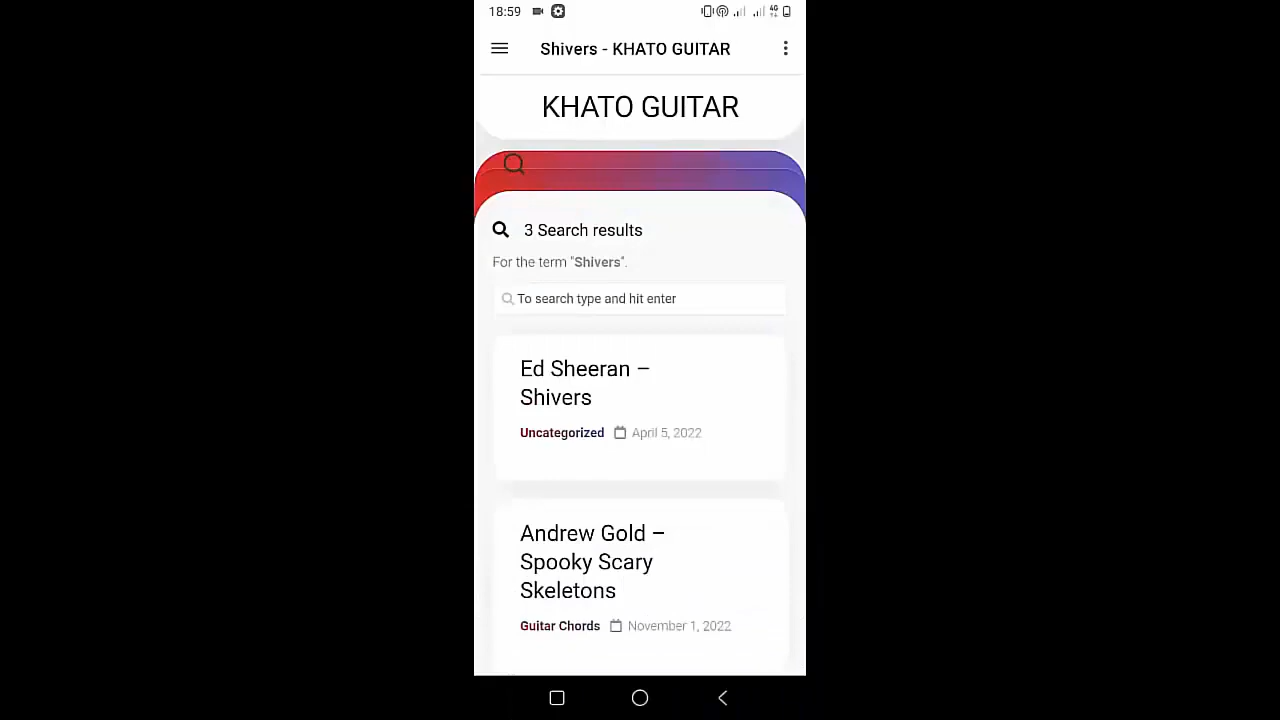 18:59
4G
Shivers - KHATO GUITAR
KHATO GUITAR
3 Search results
For the term "Shivers".
To search type and hit enter
Ed Sheeran –
Shivers
Uncategorized April 5, 2022
Andrew Gold –
Spooky Scary
Skeletons
Guitar Chords November 1, 2022